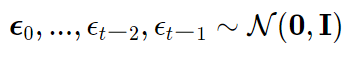 ϵ₀, ..., ϵₜ₋₂, ϵₜ₋₁ ∼ 𝒩(𝟎, 𝐈)